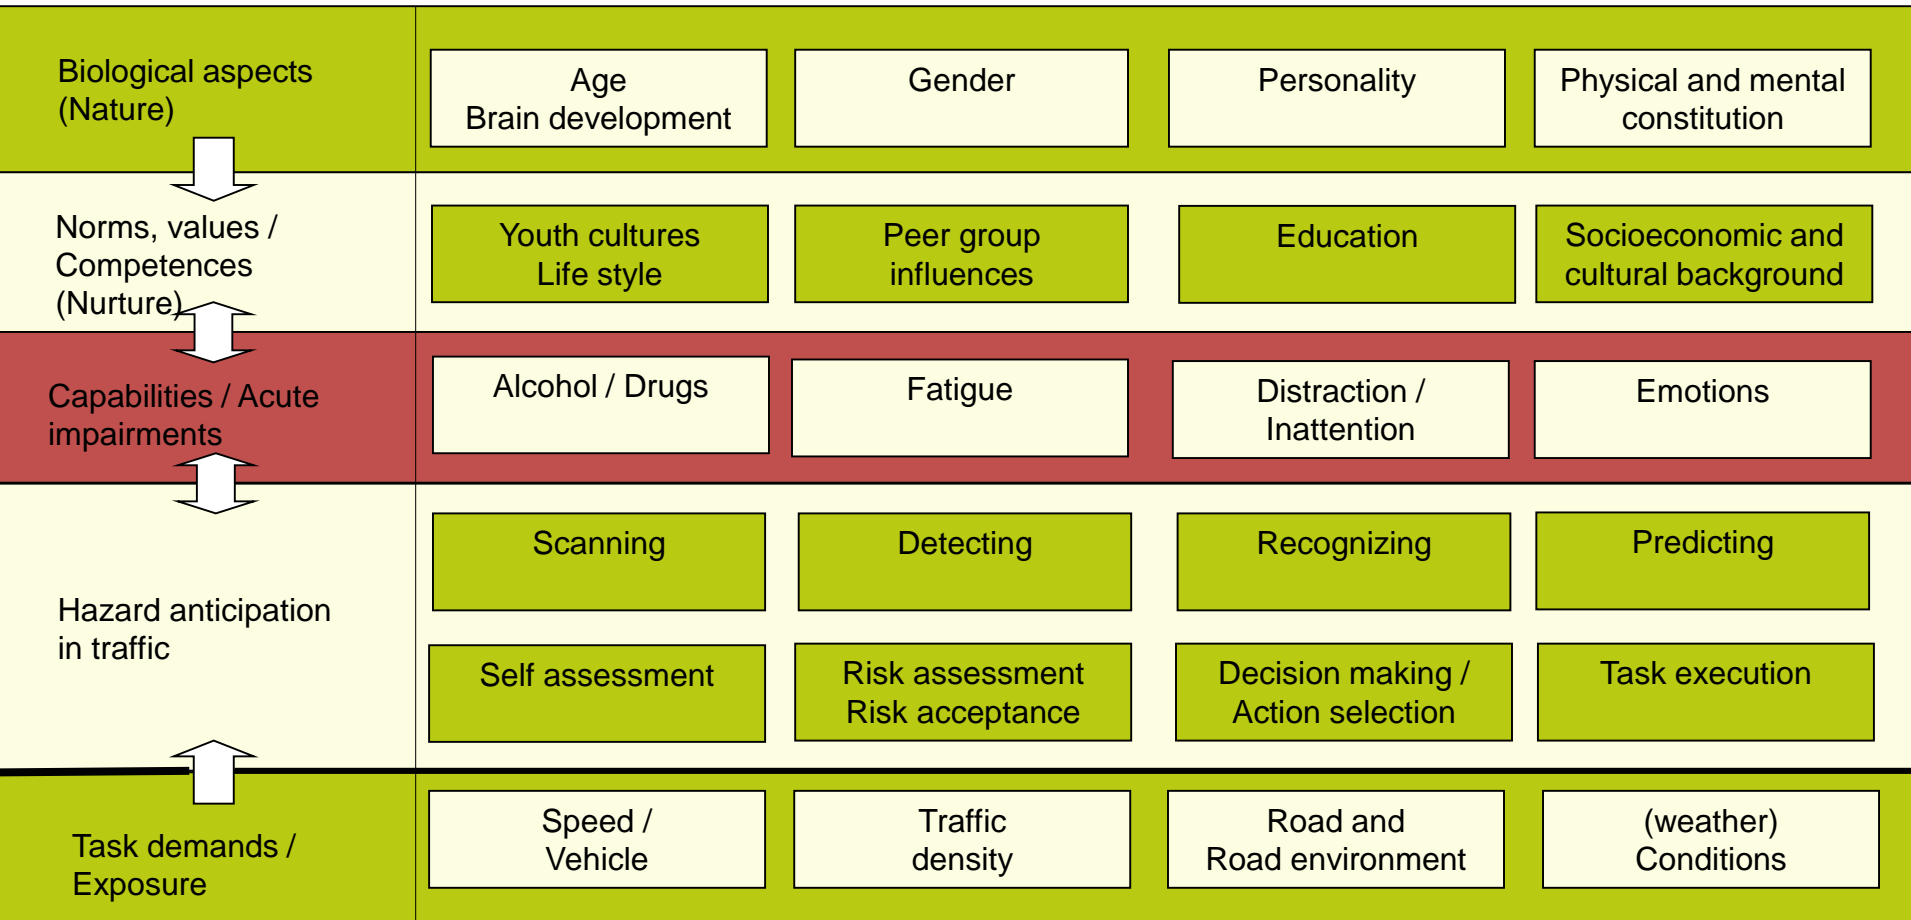 Biological aspects
(Nature)
Age
Brain development
Gender
Personality
Physical and mental
constitution
Norms, values /
Competences
(Nurture)
Youth cultures
Life style
Peer group
influences
Education
Socioeconomic and
cultural background
Capabilities / Acute
impairments
Alcohol / Drugs
Fatigue
Distraction /
Inattention
Emotions
Hazard anticipation
in traffic
Scanning
Detecting
Recognizing
Predicting
Self assessment
Risk assessment
Risk acceptance
Decision making /
Action selection
Task execution
Task demands /
Exposure
Speed /
Vehicle
Traffic
density
Road and
Road environment
(weather)
Conditions